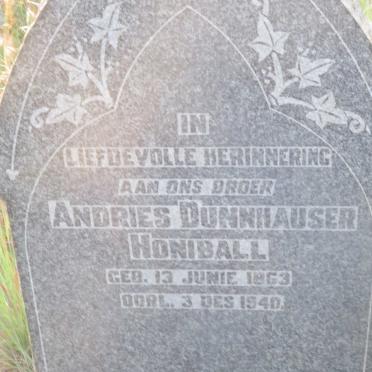 IN
LIEFDEVOLLE HERINNERING
AAN ONS BROER
ANDRIES DUNNHAUSER
HONIBALL
GEB. 13 JUNIE 1863
OORL. 3 DES 1940.